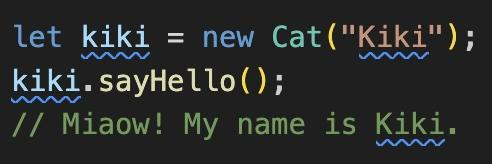 let kiki = new Cat("Kiki");
kiki.sayHello();
// Miaow! My name is Kiki.